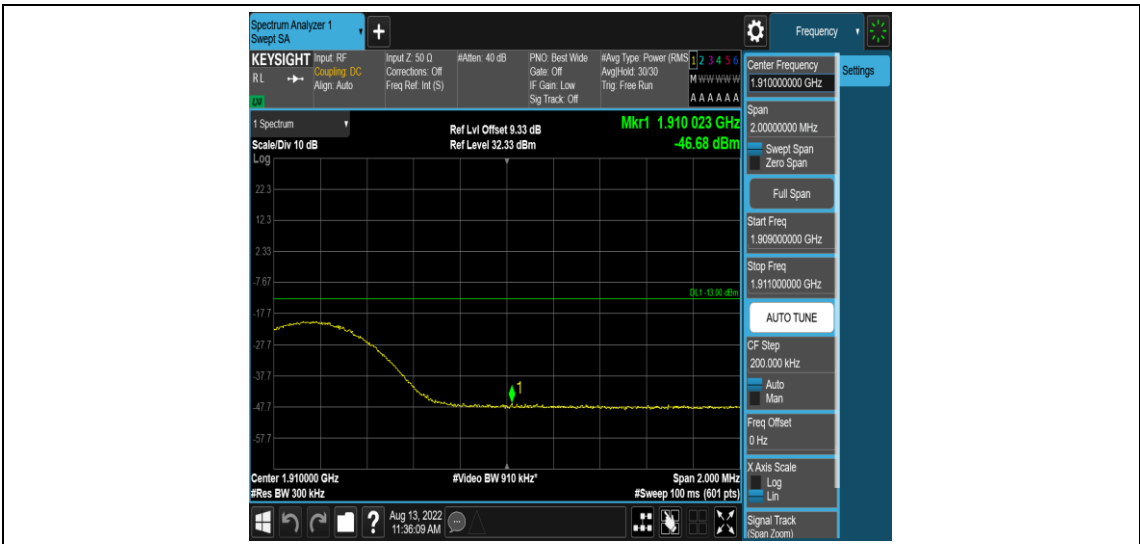 Spectrum Analyzer 1
Swept SA
+
Frequency
KEYSIGHT
RL
LXI
Input: RF
Coupling: DC
Align: Auto
Input Z: 50 Ω
Corrections: Off
Freq Ref: Int (S)
#Atten: 40 dB
PNO: Best Wide
Gate: Off
IF Gain: Low
Sig Track: Off
#Avg Type: Power (RMS
Avg|Hold: 30/30
Trig: Free Run
1 2 3 4 5 6
M W W W W W
A A A A A A
1 Spectrum
Scale/Div 10 dB
Log
Ref Lvl Offset 9.33 dB
Ref Level 32.33 dBm
Mkr1 1.910 023 GHz
-46.68 dBm
22.3
12.3
2.33
-7.67
DL1 -13.00 dBm
-17.7
-27.7
-37.7
1
-47.7
-57.7
Center 1.910000 GHz
#Video BW 910 kHz*
Span 2.000 MHz
#Res BW 300 kHz
#Sweep 100 ms (601 pts)
?
Aug 13, 2022
11:36:09 AM
Center Frequency
1.910000000 GHz
Settings
Span
2.00000000 MHz
Swept Span
Zero Span
Full Span
Start Freq
1.909000000 GHz
Stop Freq
1.911000000 GHz
AUTO TUNE
CF Step
200.000 kHz
Auto
Man
Freq Offset
0 Hz
X Axis Scale
Log
Lin
Signal Track
(Span Zoom)